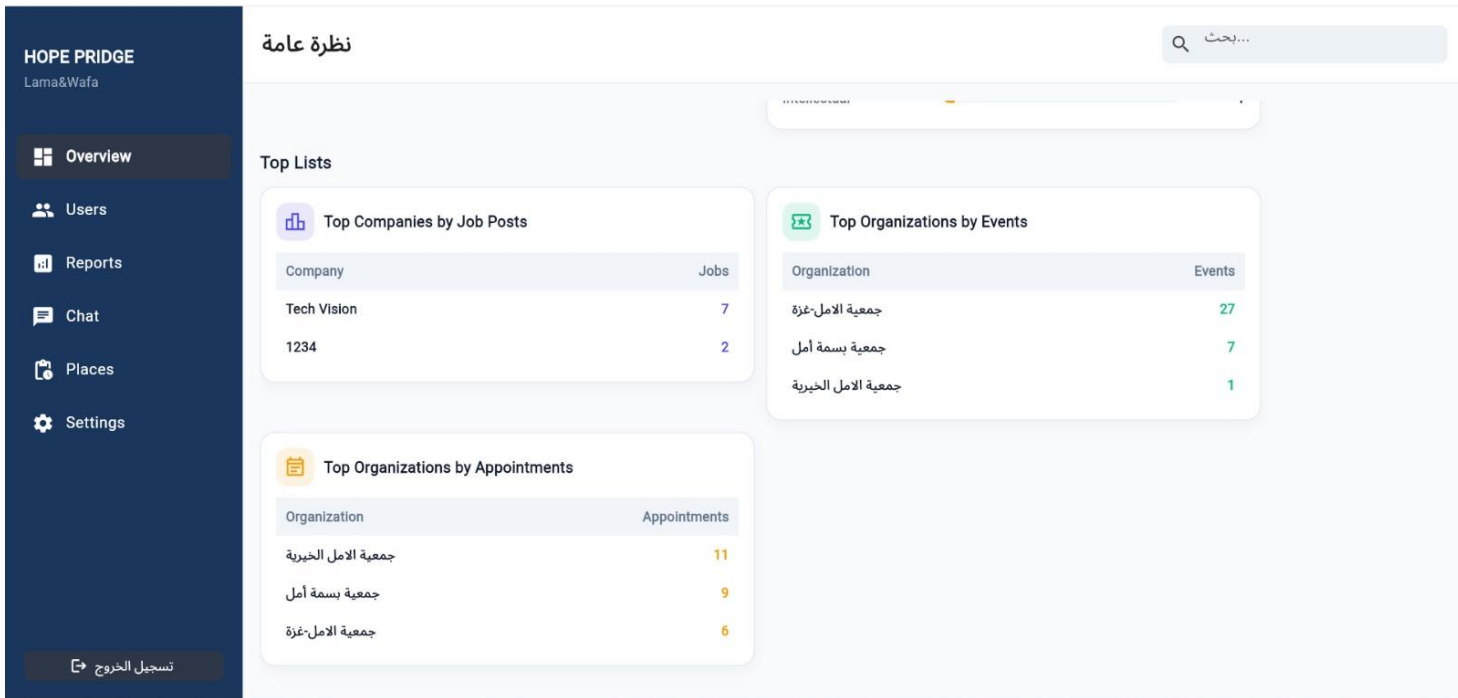 HOPE PRIDGE
Lama&Wafa
Overview
Users
Reports
Chat
Places
Settings
تسجيل الخروج
نظرة عامة
بحث...
Intellectual
Top Lists
Top Companies by Job Posts
Company Jobs
Tech Vision 7
1234 2
Top Organizations by Events
Organization Events
جمعية الامل-غزة 27
جمعية بسمة أمل 7
جمعية الامل الخيرية 1
Top Organizations by Appointments
Organization Appointments
جمعية الامل الخيرية 11
جمعية بسمة أمل 9
جمعية الامل-غزة 6